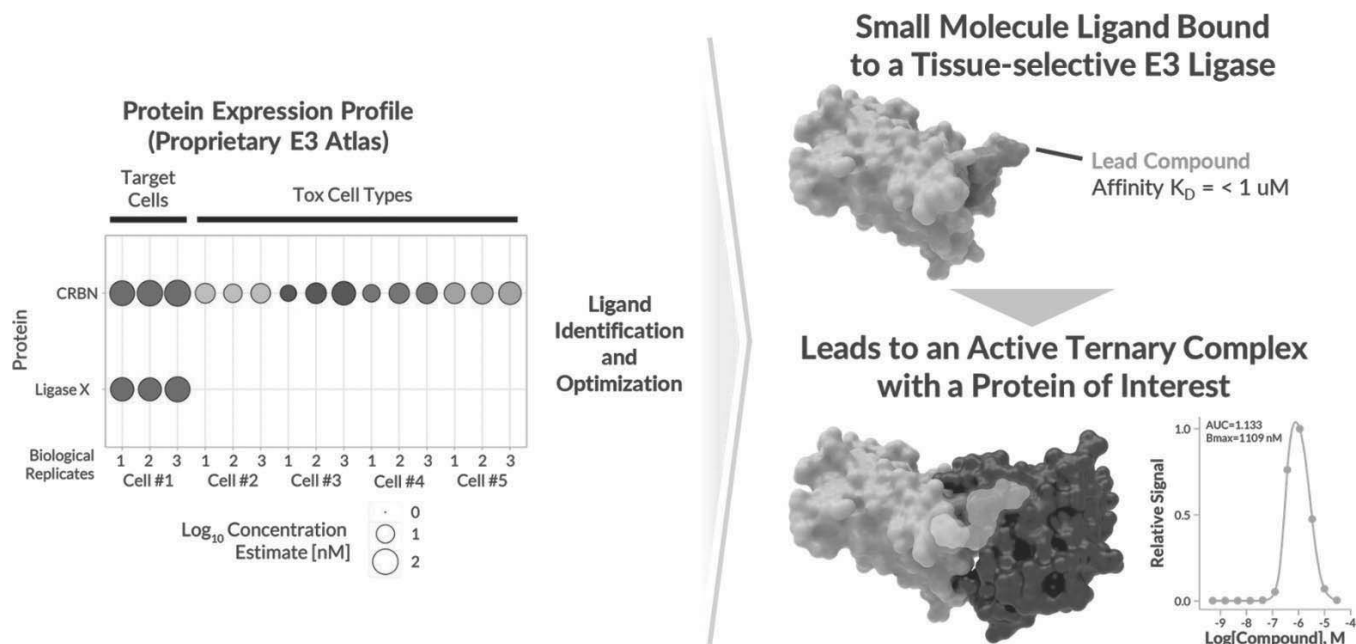 Protein Expression Profile
(Proprietary E3 Atlas)
Target
Cells
Tox Cell Types
Protein
CRBN
Ligase X
Biological
Replicates
1 2 3 1 2 3 1 2 3 1 2 3 1 2 3
Cell #1 Cell #2 Cell #3 Cell #4 Cell #5
Log10 Concentration
Estimate [nM]
0
1
2
Ligand
Identification
and
Optimization
Small Molecule Ligand Bound
to a Tissue-selective E3 Ligase
Lead Compound
Affinity KD = < 1 uM
Leads to an Active Ternary Complex
with a Protein of Interest
AUC=1.133
Bmax=1109 nM
Relative Signal
1.0
0.5
0.0
-9 -8 -7 -6 -5 -4
Log[Compound], M